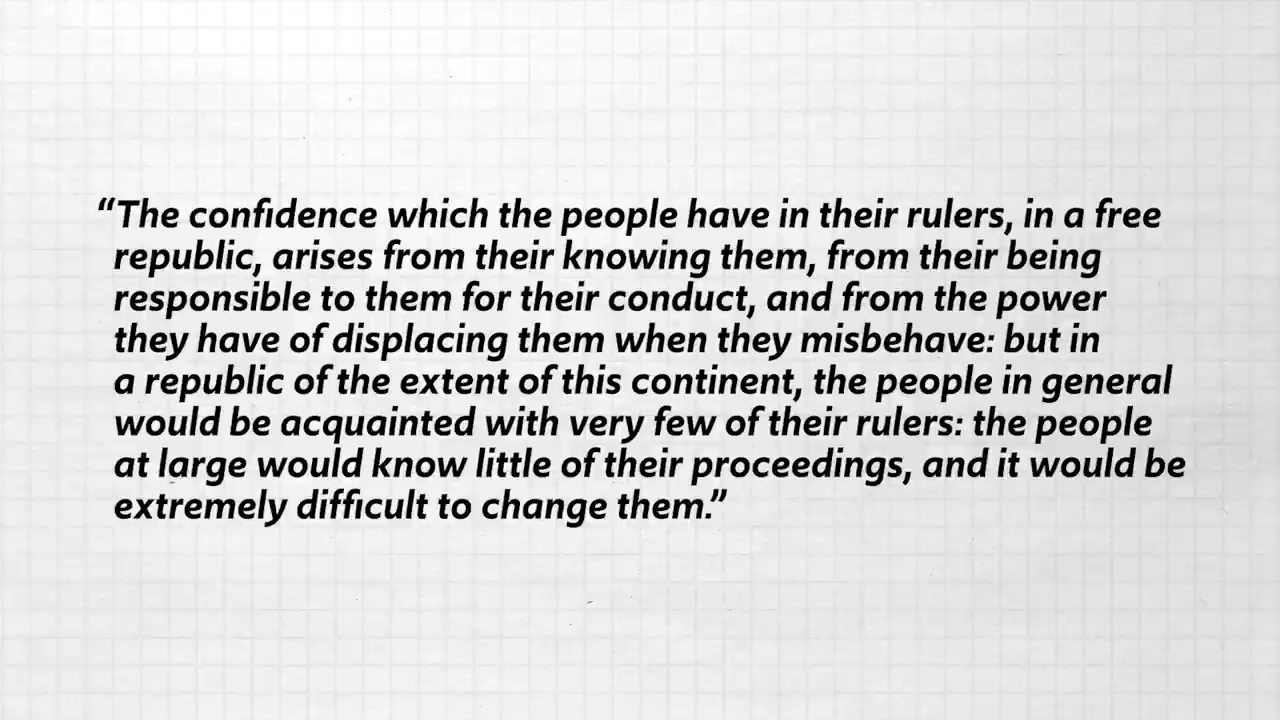 “The confidence which the people have in their rulers, in a free
republic, arises from their knowing them, from their being
responsible to them for their conduct, and from the power
they have of displacing them when they misbehave: but in
a republic of the extent of this continent, the people in general
would be acquainted with very few of their rulers: the people
at large would know little of their proceedings, and it would be
extremely difficult to change them.”